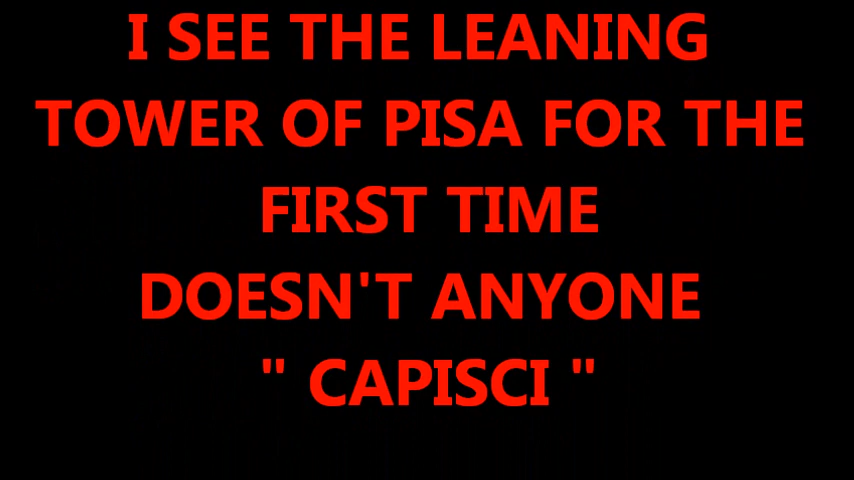 I SEE THE LEANING
TOWER OF PISA FOR THE
FIRST TIME
DOESN'T ANYONE
" CAPISCI "